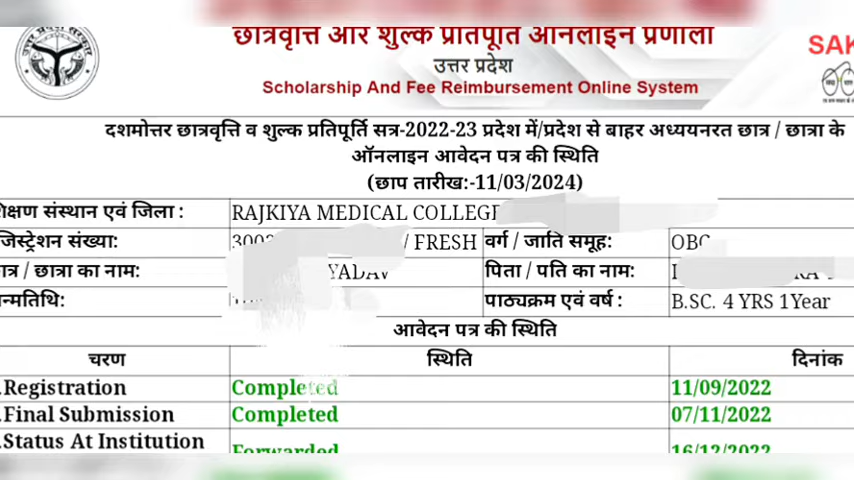 छात्रवृत्ति और शुल्क प्रतिपूर्ति ऑनलाइन प्रणाली
उत्तर प्रदेश
Scholarship And Fee Reimbursement Online System
दशमोत्तर छात्रवृत्ति व शुल्क प्रतिपूर्ति सत्र-2022-23 प्रदेश में/प्रदेश से बाहर अध्ययनरत छात्र / छात्रा के
ऑनलाइन आवेदन पत्र की स्थिति
(छाप तारीख:-11/03/2024)
संस्थान एवं जिला : RAJKIYA MEDICAL COLLEGE
संख्या: / FRESH वर्ग / जाति समूह: OBC
/ छात्रा का नाम: YADAV पिता / पति का नाम:
पाठ्यक्रम एवं वर्ष : B.SC. 4 YRS 1Year
आवेदन पत्र की स्थिति
चरण स्थिति दिनांक
.Registration Completed 11/09/2022
.Final Submission Completed 07/11/2022
.Status At Institution Forwarded 16/12/2022